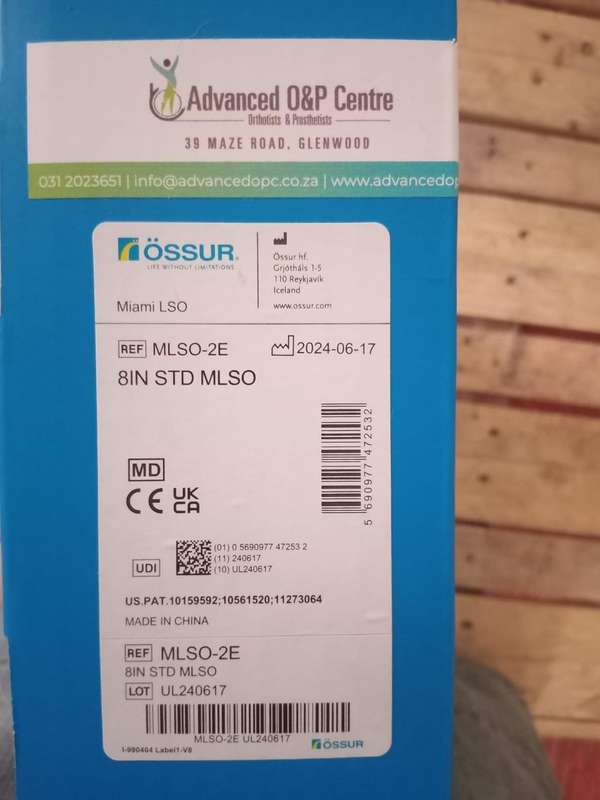 Advanced O&P Centre
Orthotists & Prosthetists
39 MAZE ROAD, GLENWOOD
031 2023651 | info@advancedopc.co.za | www.advancedop
ÖSSUR
LIFE WITHOUT LIMITATIONS
Össur hf.
Grjótháls 1-5
110 Reykjavík
Iceland
www.ossur.com
Miami LSO
REF MLSO-2E
2024-06-17
8IN STD MLSO
5 690977 472532
MD
CE UK CA
UDI
(01) 0 5690977 47253 2
(11) 240617
(10) UL240617
US.PAT.10159592;10561520;11273064
MADE IN CHINA
REF MLSO-2E
8IN STD MLSO
LOT UL240617
MLSO-2E UL240617
I-990404 Label1-V8
ÖSSUR